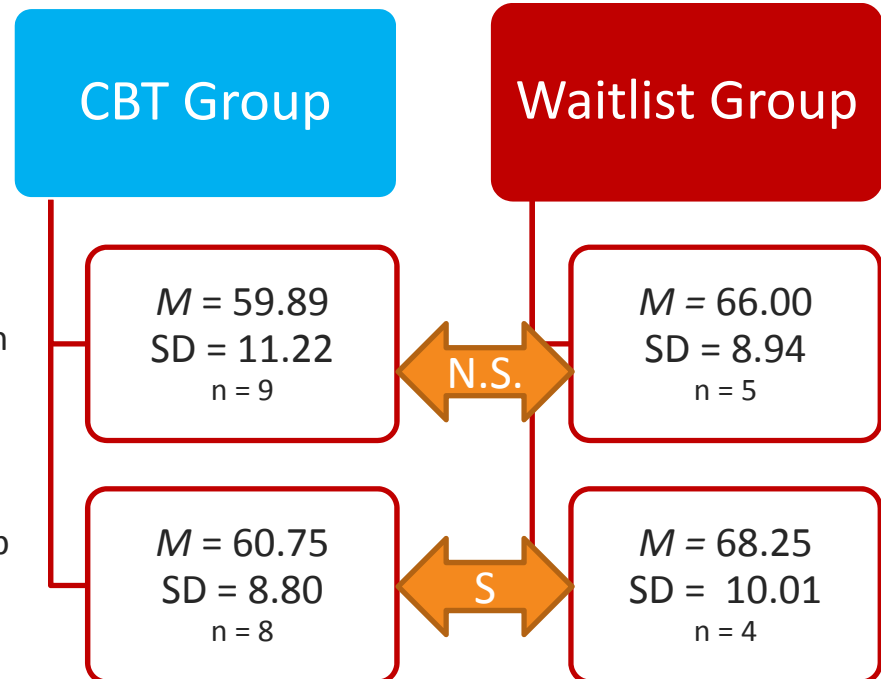 CBT Group
Waitlist Group
M = 59.89
SD = 11.22
n = 9
N.S.
M = 66.00
SD = 8.94
n = 5
M = 60.75
SD = 8.80
n = 8
S
M = 68.25
SD = 10.01
n = 4